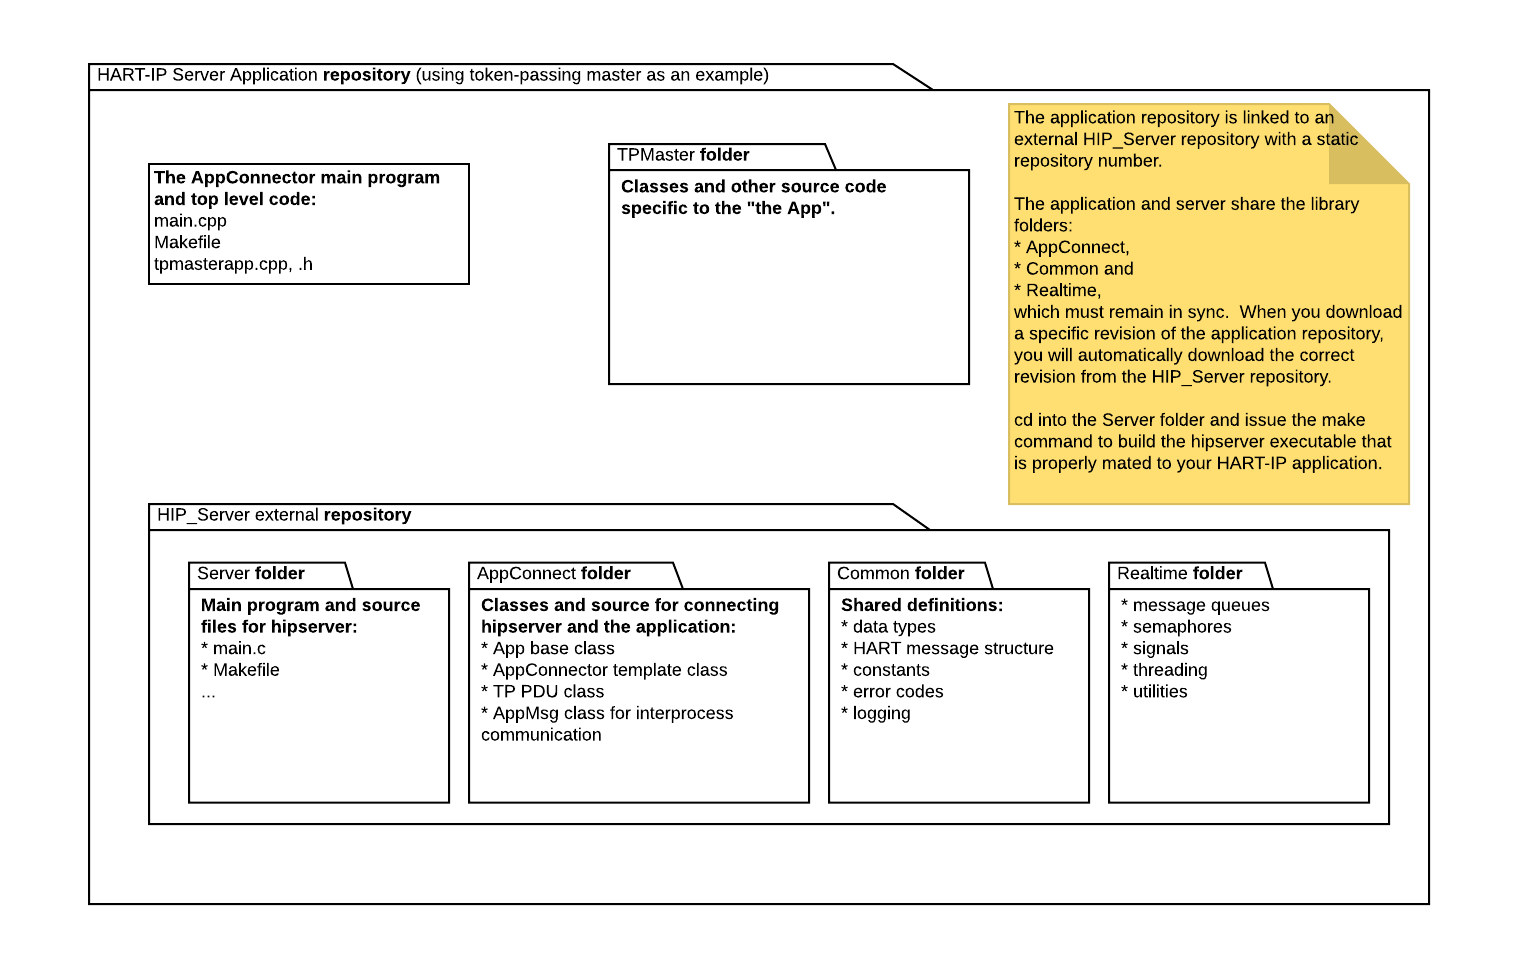 HART-IP Server Application repository (using token-passing master as an example)
The AppConnector main program
and top level code:
main.cpp
Makefile
tpmasterapp.cpp, .h
TPMaster folder
Classes and other source code
specific to the "the App".
The application repository is linked to an
external HIP_Server repository with a static
repository number.
The application and server share the library
folders:
* AppConnect,
* Common and
* Realtime,
which must remain in sync.  When you download
a specific revision of the application repository,
you will automatically download the correct
revision from the HIP_Server repository.
cd into the Server folder and issue the make
command to build the hipserver executable that
is properly mated to your HART-IP application.
HIP_Server external repository
Server folder
Main program and source
files for hipserver:
* main.c
* Makefile
...
AppConnect folder
Classes and source for connecting
hipserver and the application:
* App base class
* AppConnector template class
* TP PDU class
* AppMsg class for interprocess
communication
Common folder
Shared definitions:
* data types
* HART message structure
* constants
* error codes
* logging
Realtime folder
* message queues
* semaphores
* signals
* threading
* utilities